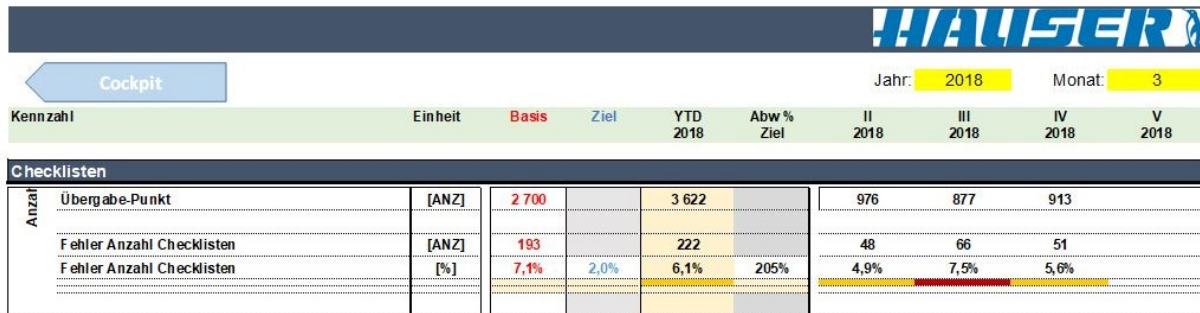 HAUSER
Cockpit Jahr: 2018 Monat: 3
Kennzahl Einheit Basis Ziel YTD 2018 Abw % Ziel II 2018 III 2018 IV 2018 V 2018
Checklisten
Anzahl Übergabe-Punkt [ANZ] 2 700 3 622 976 877 913
Fehler Anzahl Checklisten [ANZ] 193 222 48 66 51
Fehler Anzahl Checklisten [%] 7,1% 2,0% 6,1% 205% 4,9% 7,5% 5,6%